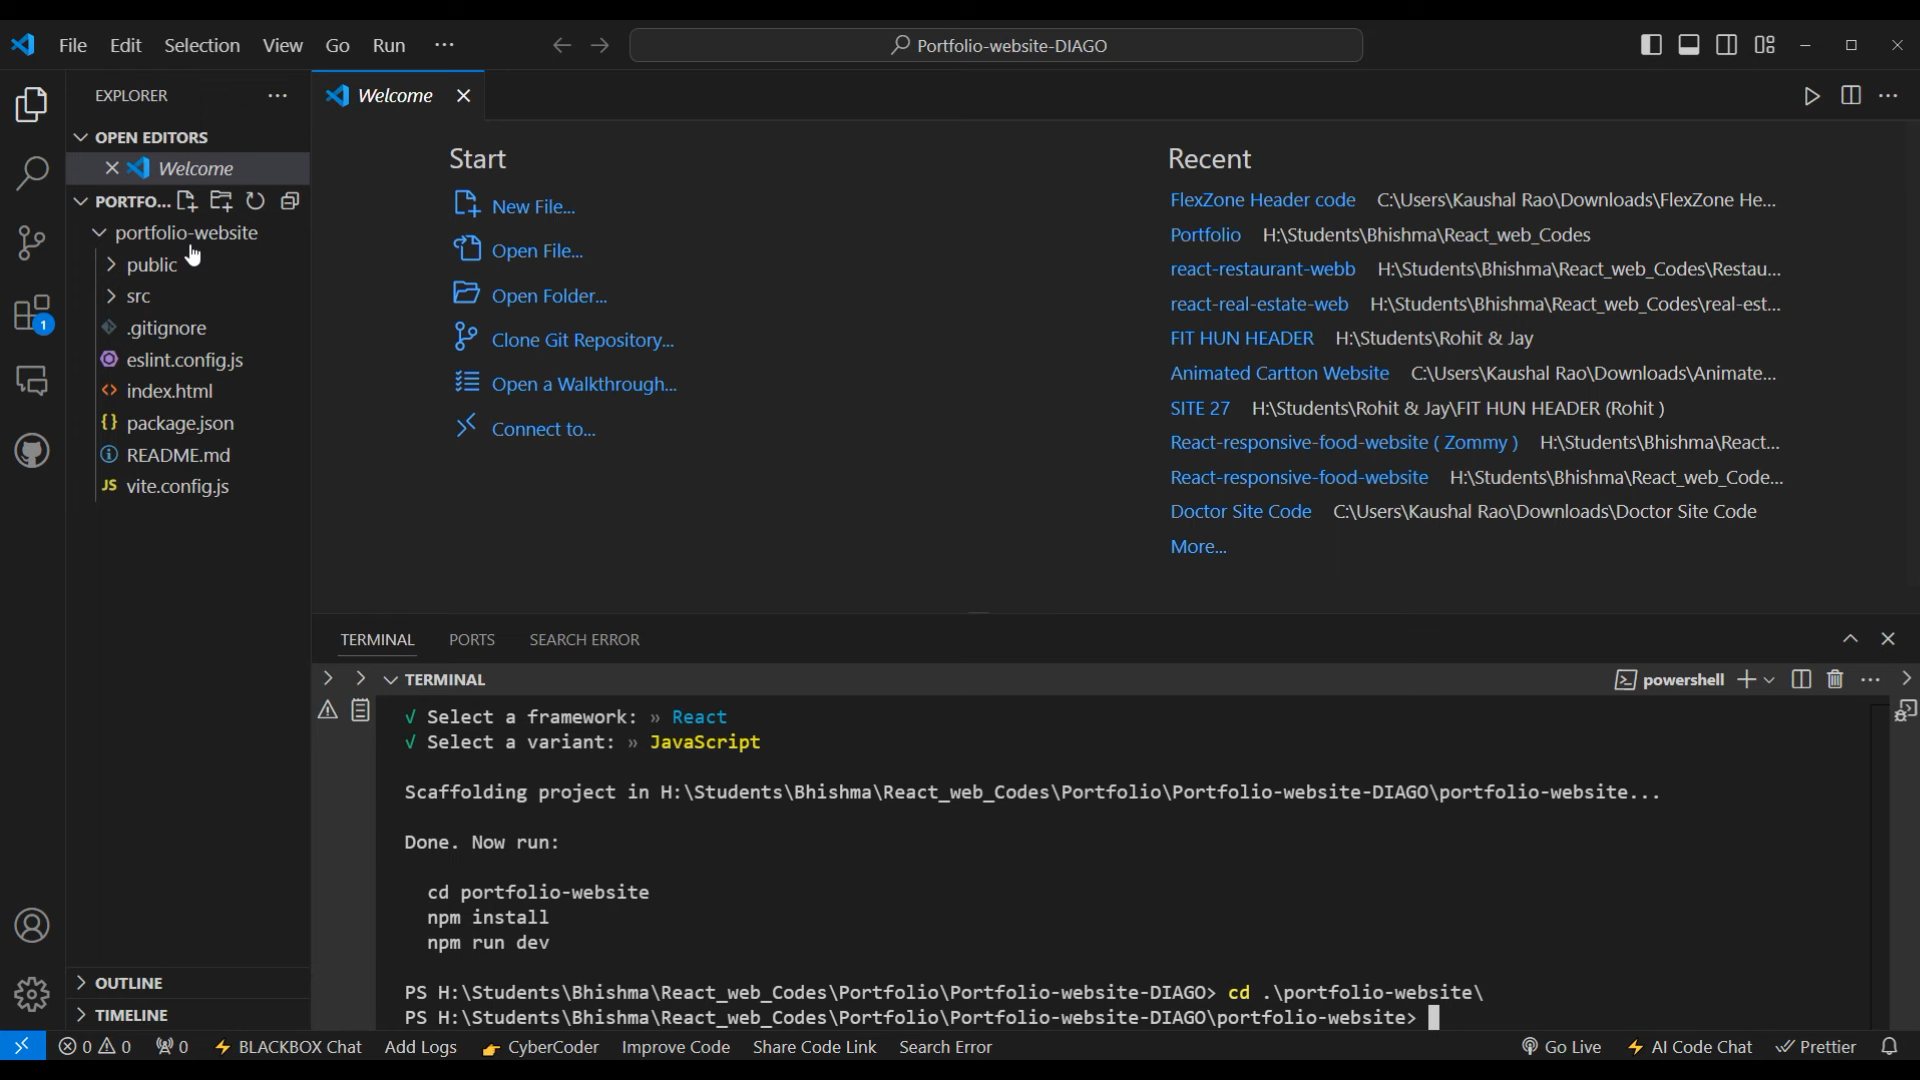 File Edit Selection View Go Run ···
Portfolio-website-DIAGO
EXPLORER
OPEN EDITORS
Welcome
PORTFO...
portfolio-website
public
src
.gitignore
eslint.config.js
index.html
package.json
README.md
vite.config.js
1
OUTLINE
TIMELINE
Welcome
Start
New File...
Open File...
Open Folder...
Clone Git Repository...
Open a Walkthrough...
Connect to...
Recent
FlexZone Header code C:\Users\Kaushal Rao\Downloads\FlexZone He...
Portfolio H:\Students\Bhishma\React_web_Codes
react-restaurant-webb H:\Students\Bhishma\React_web_Codes\Restau...
react-real-estate-web H:\Students\Bhishma\React_web_Codes\real-est...
FIT HUN HEADER H:\Students\Rohit & Jay
Animated Cartton Website C:\Users\Kaushal Rao\Downloads\Animate...
SITE 27 H:\Students\Rohit & Jay\FIT HUN HEADER (Rohit )
React-responsive-food-website ( Zommy ) H:\Students\Bhishma\React...
React-responsive-food-website H:\Students\Bhishma\React_web_Code...
Doctor Site Code C:\Users\Kaushal Rao\Downloads\Doctor Site Code
More...
TERMINAL PORTS SEARCH ERROR
TERMINAL
powershell
√ Select a framework: » React
√ Select a variant: » JavaScript
Scaffolding project in H:\Students\Bhishma\React_web_Codes\Portfolio\Portfolio-website-DIAGO\portfolio-website...
Done. Now run:
cd portfolio-website
npm install
npm run dev
PS H:\Students\Bhishma\React_web_Codes\Portfolio\Portfolio-website-DIAGO> cd .\portfolio-website\
PS H:\Students\Bhishma\React_web_Codes\Portfolio\Portfolio-website-DIAGO\portfolio-website>
0 0 0 BLACKBOX Chat Add Logs CyberCoder Improve Code Share Code Link Search Error Go Live AI Code Chat Prettier